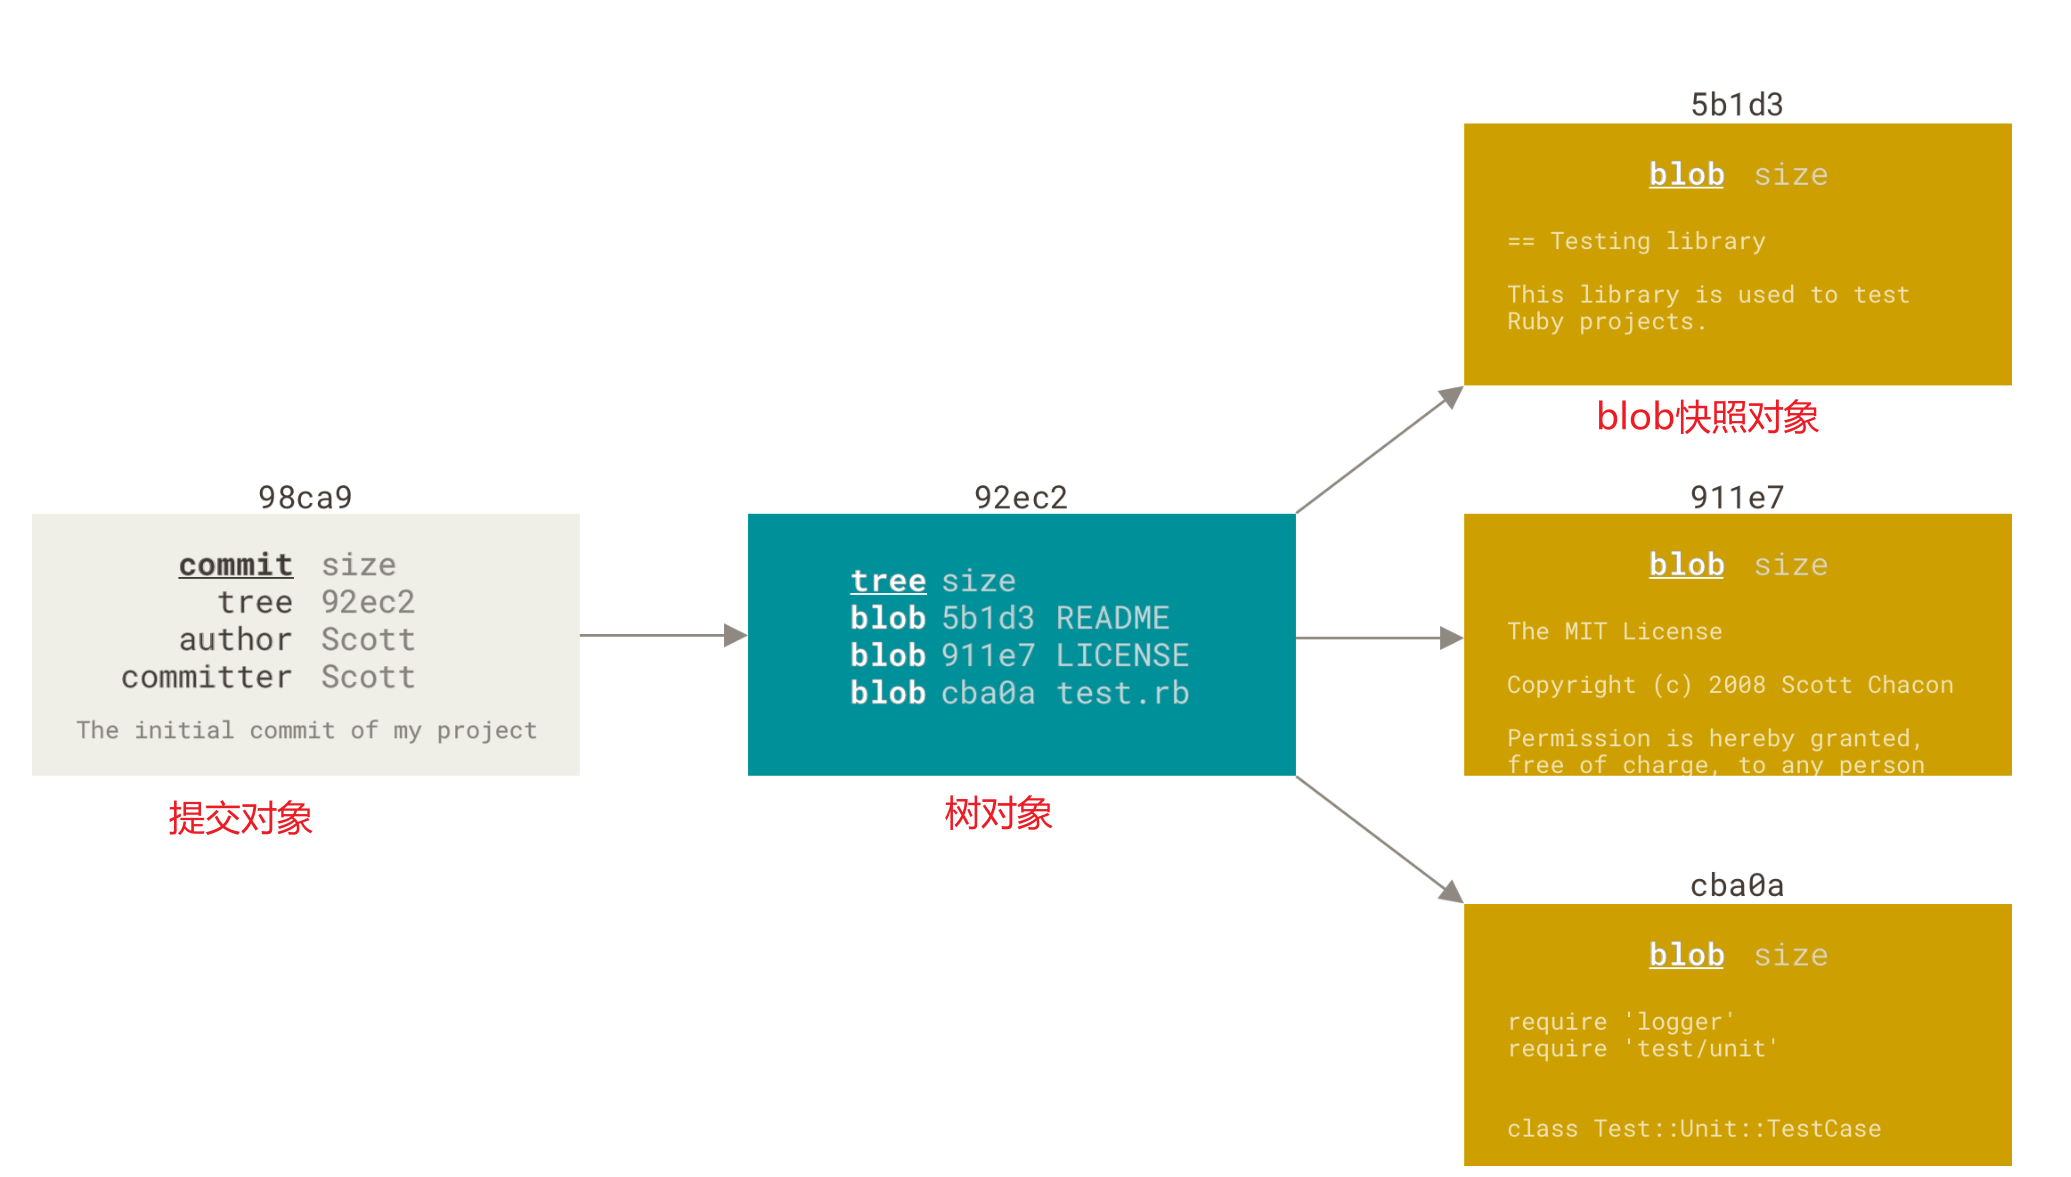 98ca9
commit size
tree 92ec2
author Scott
committer Scott
The initial commit of my project
提交对象
92ec2
tree size
blob 5b1d3 README
blob 911e7 LICENSE
blob cba0a test.rb
树对象
5b1d3
blob size
== Testing library
This library is used to test
Ruby projects.
blob快照对象
911e7
blob size
The MIT License
Copyright (c) 2008 Scott Chacon
Permission is hereby granted,
free of charge, to any person
cba0a
blob size
require 'logger'
require 'test/unit'
class Test::Unit::TestCase